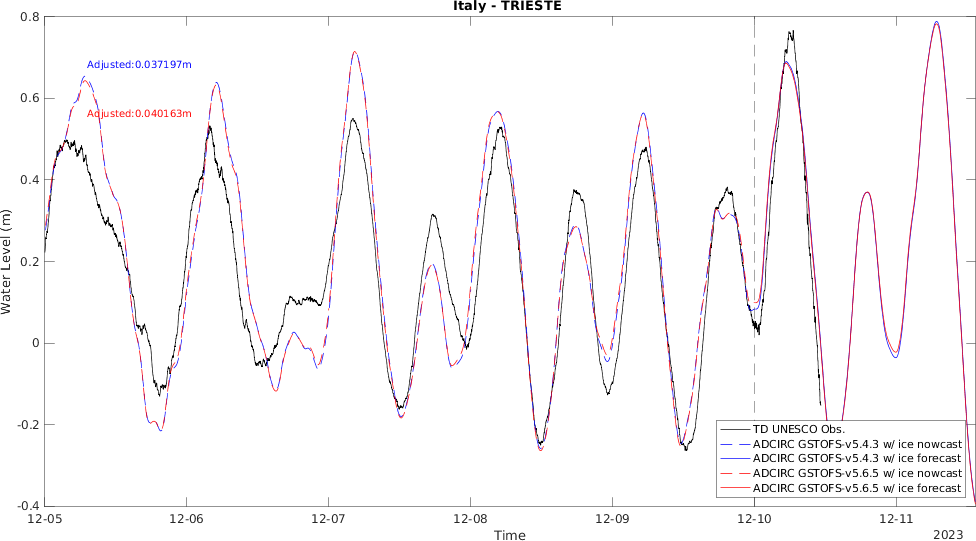 Italy - TRIESTE
Water Level (m)
0.8
0.6
0.4
0.2
0
-0.2
-0.4
Adjusted:0.037197m
Adjusted:0.040163m
TD UNESCO Obs.
ADCIRC GSTOFS-v5.4.3 w/ ice nowcast
ADCIRC GSTOFS-v5.4.3 w/ ice forecast
ADCIRC GSTOFS-v5.6.5 w/ ice nowcast
ADCIRC GSTOFS-v5.6.5 w/ ice forecast
12-05 12-06 12-07 12-08 12-09 12-10 12-11
Time
2023